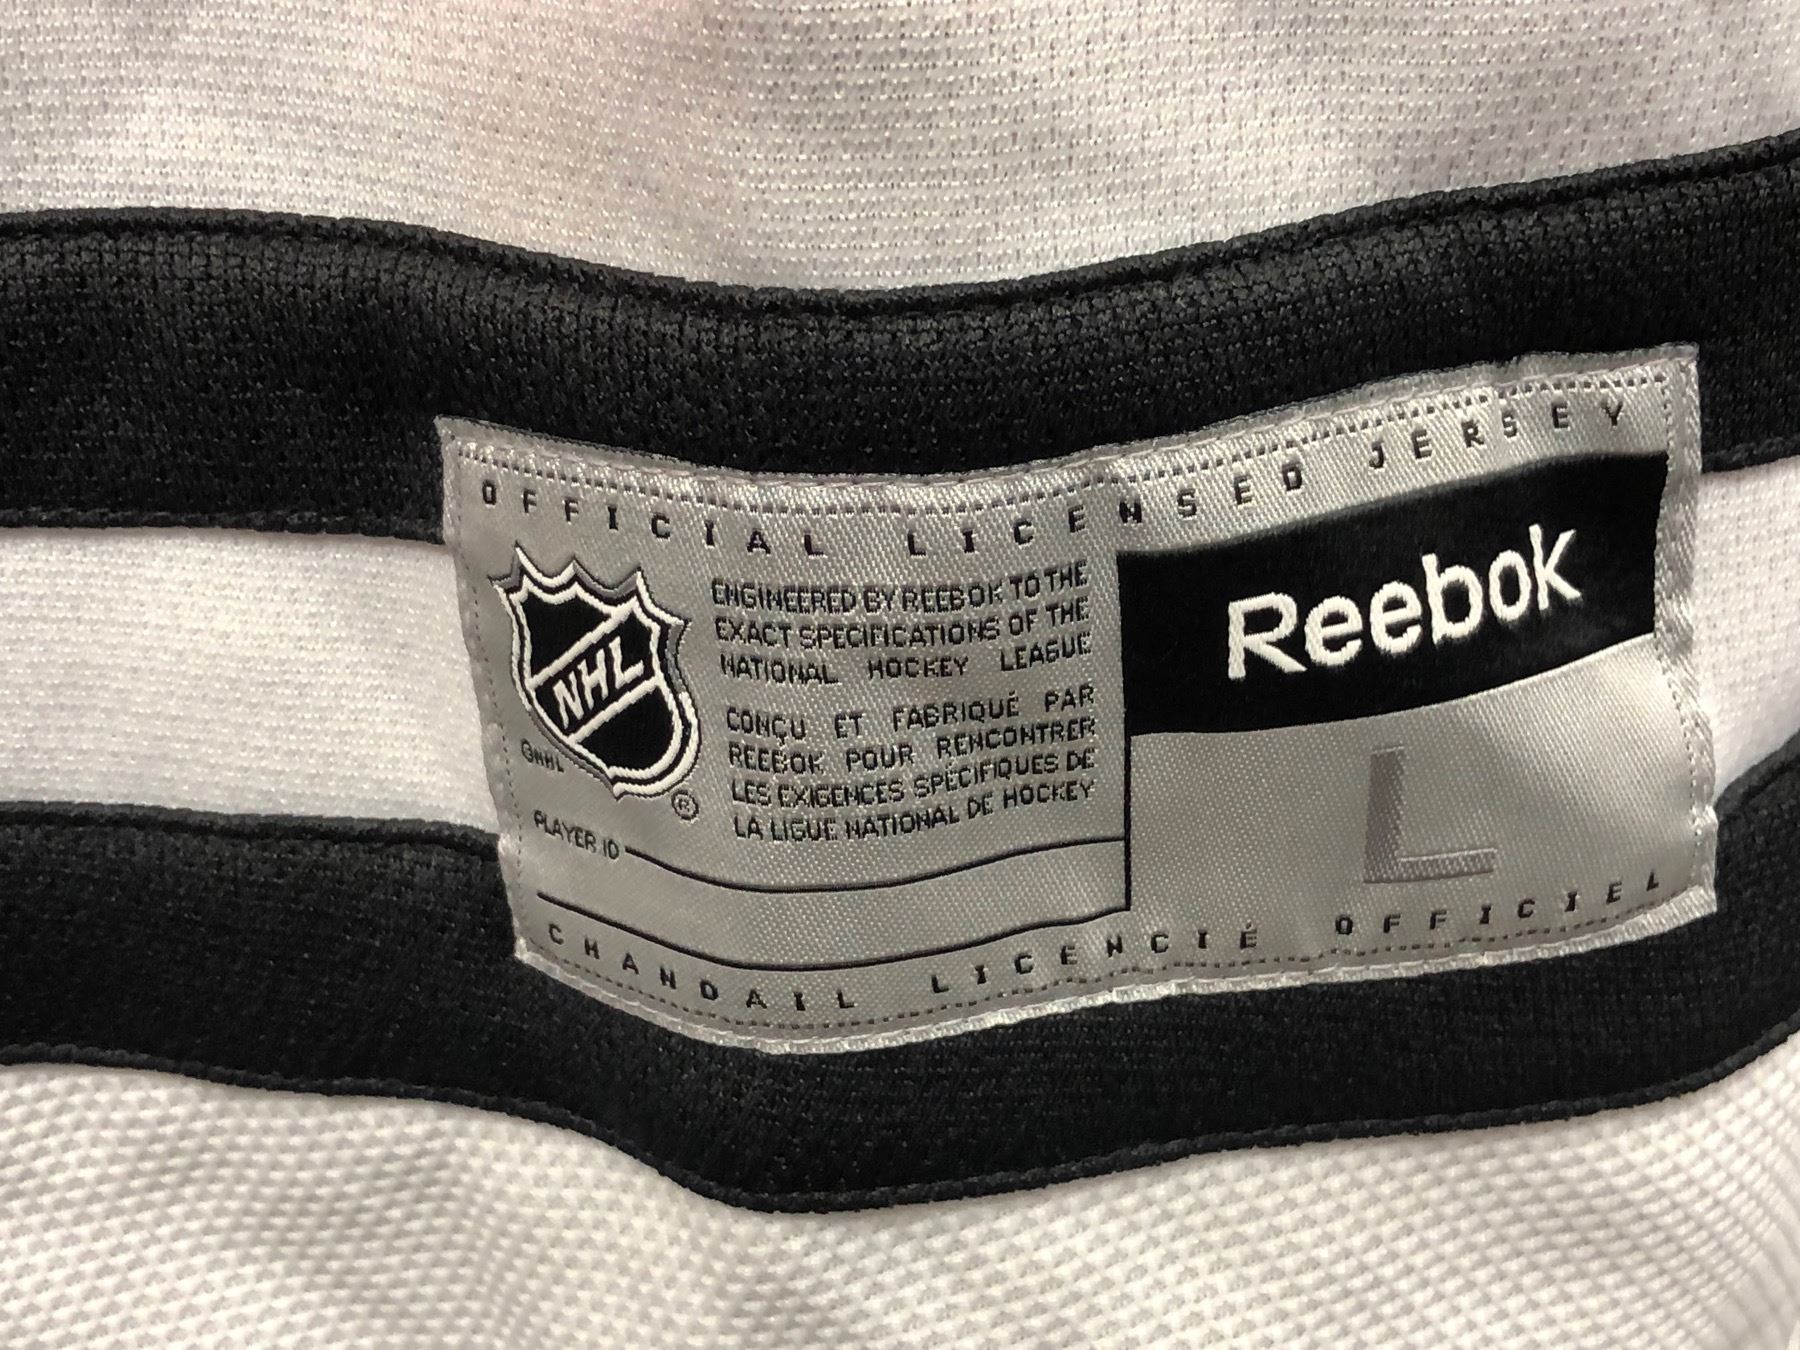 OFFICIAL LICENSED JERSEY
NHL
©NHL
®
ENGINEERED BY REEBOK TO THE
EXACT SPECIFICATIONS OF THE
NATIONAL HOCKEY LEAGUE
CONÇU ET FABRIQUÉ PAR
REEBOK POUR RENCONTRER
LES EXIGENCES SPÉCIFIQUES DE
LA LIGUE NATIONAL DE HOCKEY
PLAYER ID
Reebok
L
CHANDAIL LICENCIÉ OFFICIEL